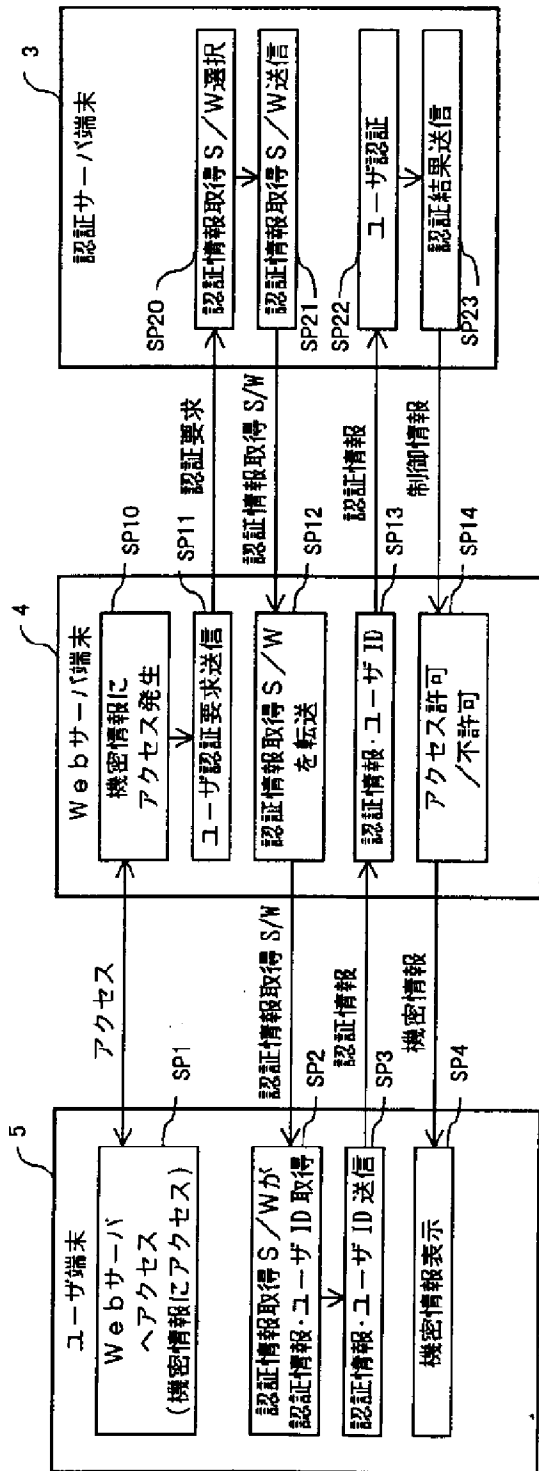 ユーザ端末
5
Webサーバ
へアクセス
(機密情報にアクセス)
SP1
認証情報取得S/Wが
認証情報・ユーザID取得
SP2
認証情報・ユーザID送信
SP3
機密情報表示
SP4
アクセス
認証情報取得S/W
認証情報
機密情報
Webサーバ端末
4
機密情報に
アクセス発生
SP10
ユーザ認証要求送信
SP11
認証情報取得S/W
を転送
SP12
認証情報・ユーザID
SP13
アクセス許可
/不許可
SP14
認証要求
認証情報取得S/W
認証情報
制御情報
認証サーバ端末
3
SP20
認証情報取得S/W選択
認証情報取得S/W送信
SP21
SP22
ユーザ認証
認証結果送信
SP23